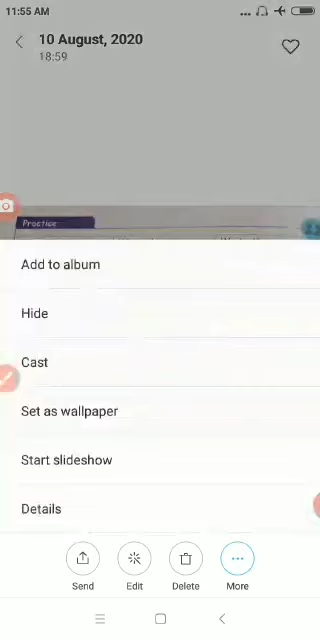 11:55 AM
10 August, 2020
18:59
Practice
Add to album
Hide
Cast
Set as wallpaper
Start slideshow
Details
Send Edit Delete More